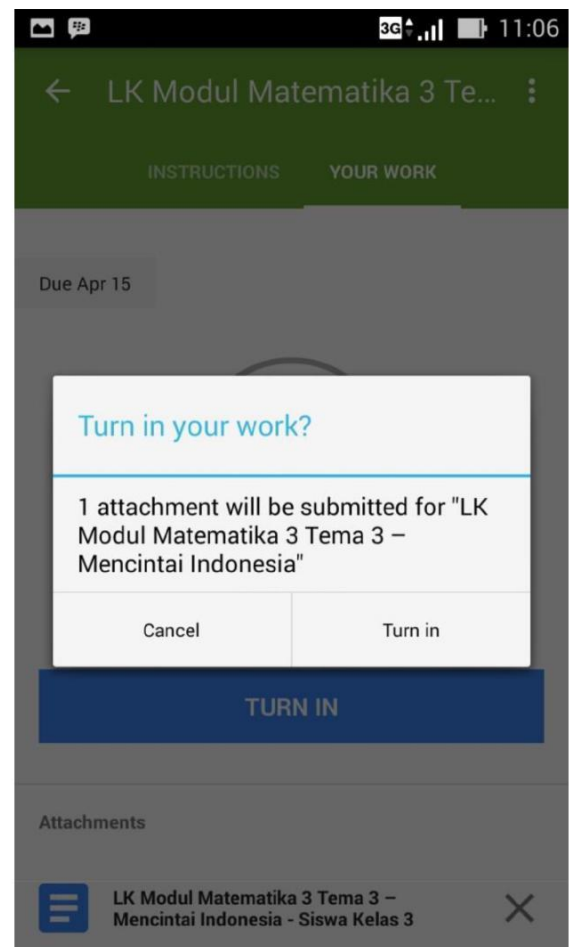 3G 11:06
LK Modul Matematika 3 Te...
INSTRUCTIONS YOUR WORK
Due Apr 15
Turn in your work?
1 attachment will be submitted for "LK
Modul Matematika 3 Tema 3 –
Mencintai Indonesia"
Cancel Turn in
TURN IN
Attachments
LK Modul Matematika 3 Tema 3 –
Mencintai Indonesia - Siswa Kelas 3